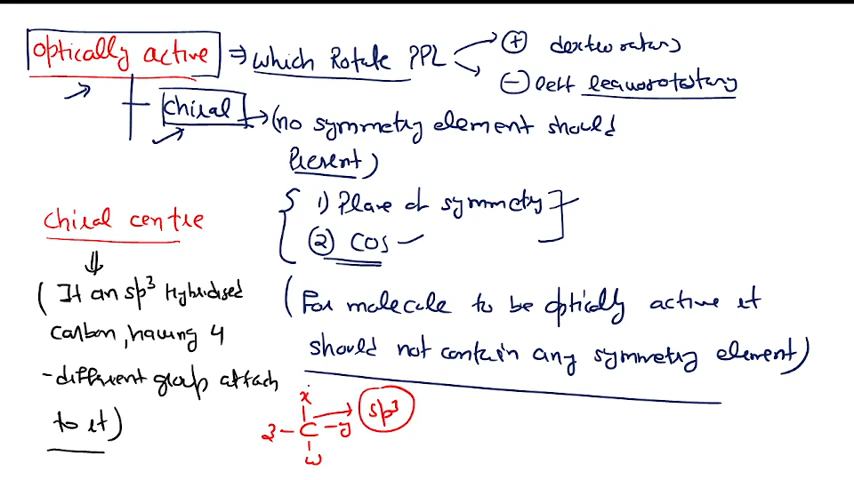 optically active ⇒ which Rotate PPL
⊕ dextrorotatory
⊖ left leavorotatory
chiral → (no symmetry element should
Present)
1) Plane of symmetry
② COS
chiral centre
(It an sp³ Hybridised
carbon, having 4
-different group attach
to it)
(For molecule to be optically active it
should not contain any symmetry element)
x
z - C - y → sp³
w